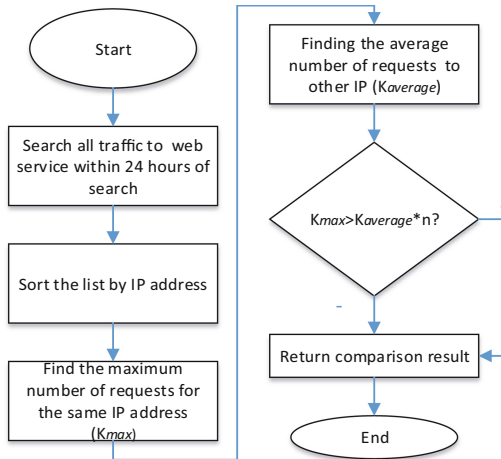 Start
Search all traffic to web
service within 24 hours of
search
Sort the list by IP address
Find the maximum
number of requests for
the same IP address
(Kmax)
Finding the average
number of requests to
other IP (Kaverage)
Kmax>Kaverage*n?
-
Return comparison result
End